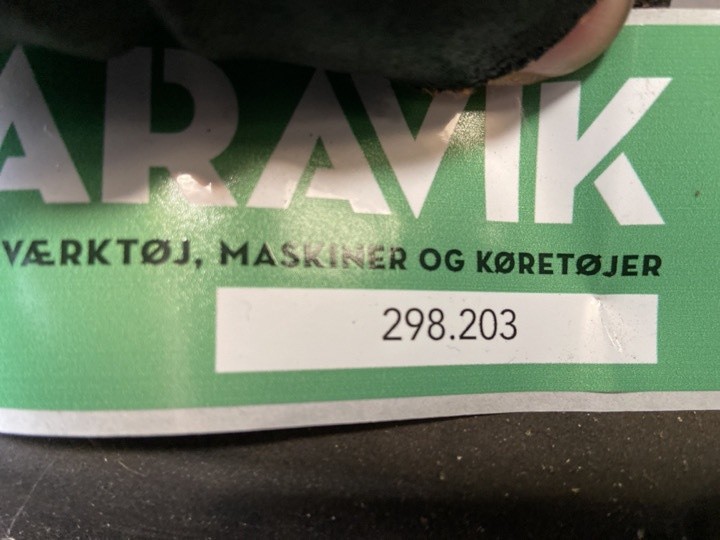 ARAVIK
VÆRKTØJ, MASKINER OG KØRETØJER
298.203